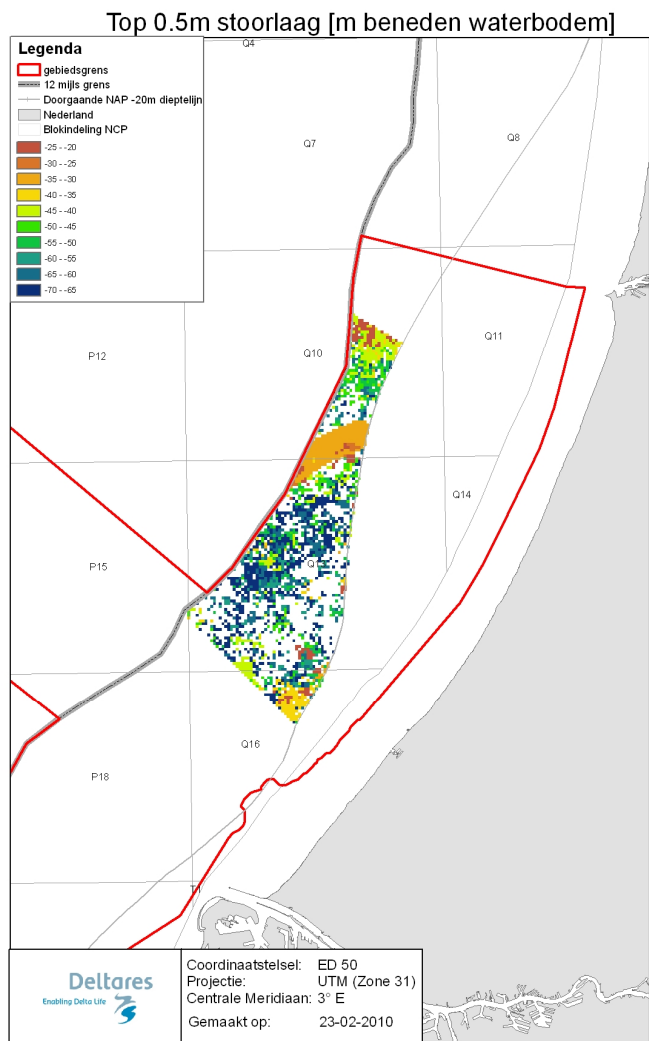 Top 0.5m stoorlaag [m beneden waterbodem]
Legenda
gebiedsgrens
12 mijls grens
Doorgaande NAP -20m dieptelijn
Nederland
Blokindeling NCP
-25 - -20
-30 - -25
-35 - -30
-40 - -35
-45 - -40
-50 - -45
-55 - -50
-60 - -55
-65 - -60
-70 - -65
Q4
Q7
Q8
P12
Q10
Q11
Q14
P15
Q16
P18
Deltares
Enabling Delta Life
Coordinaatstelsel: ED 50
Projectie: UTM (Zone 31)
Centrale Meridiaan: 3° E
Gemaakt op: 23-02-2010